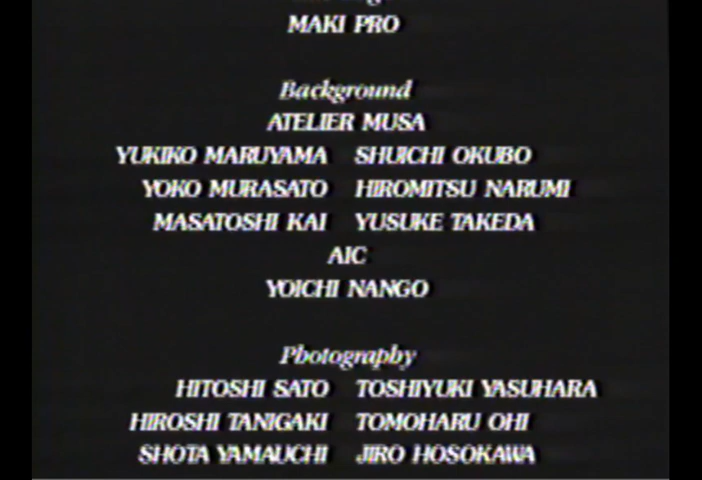 MAKI PRO
Background
ATELIER MUSA
YUKIKO MARUYAMA SHUICHI OKUBO
YOKO MURASATO HIROMITSU NARUMI
MASATOSHI KAI YUSUKE TAKEDA
AIC
YOICHI NANGO
Photography
HITOSHI SATO TOSHIYUKI YASUHARA
HIROSHI TANIGAKI TOMOHARU OHI
SHOTA YAMAUCHI JIRO HOSOKAWA